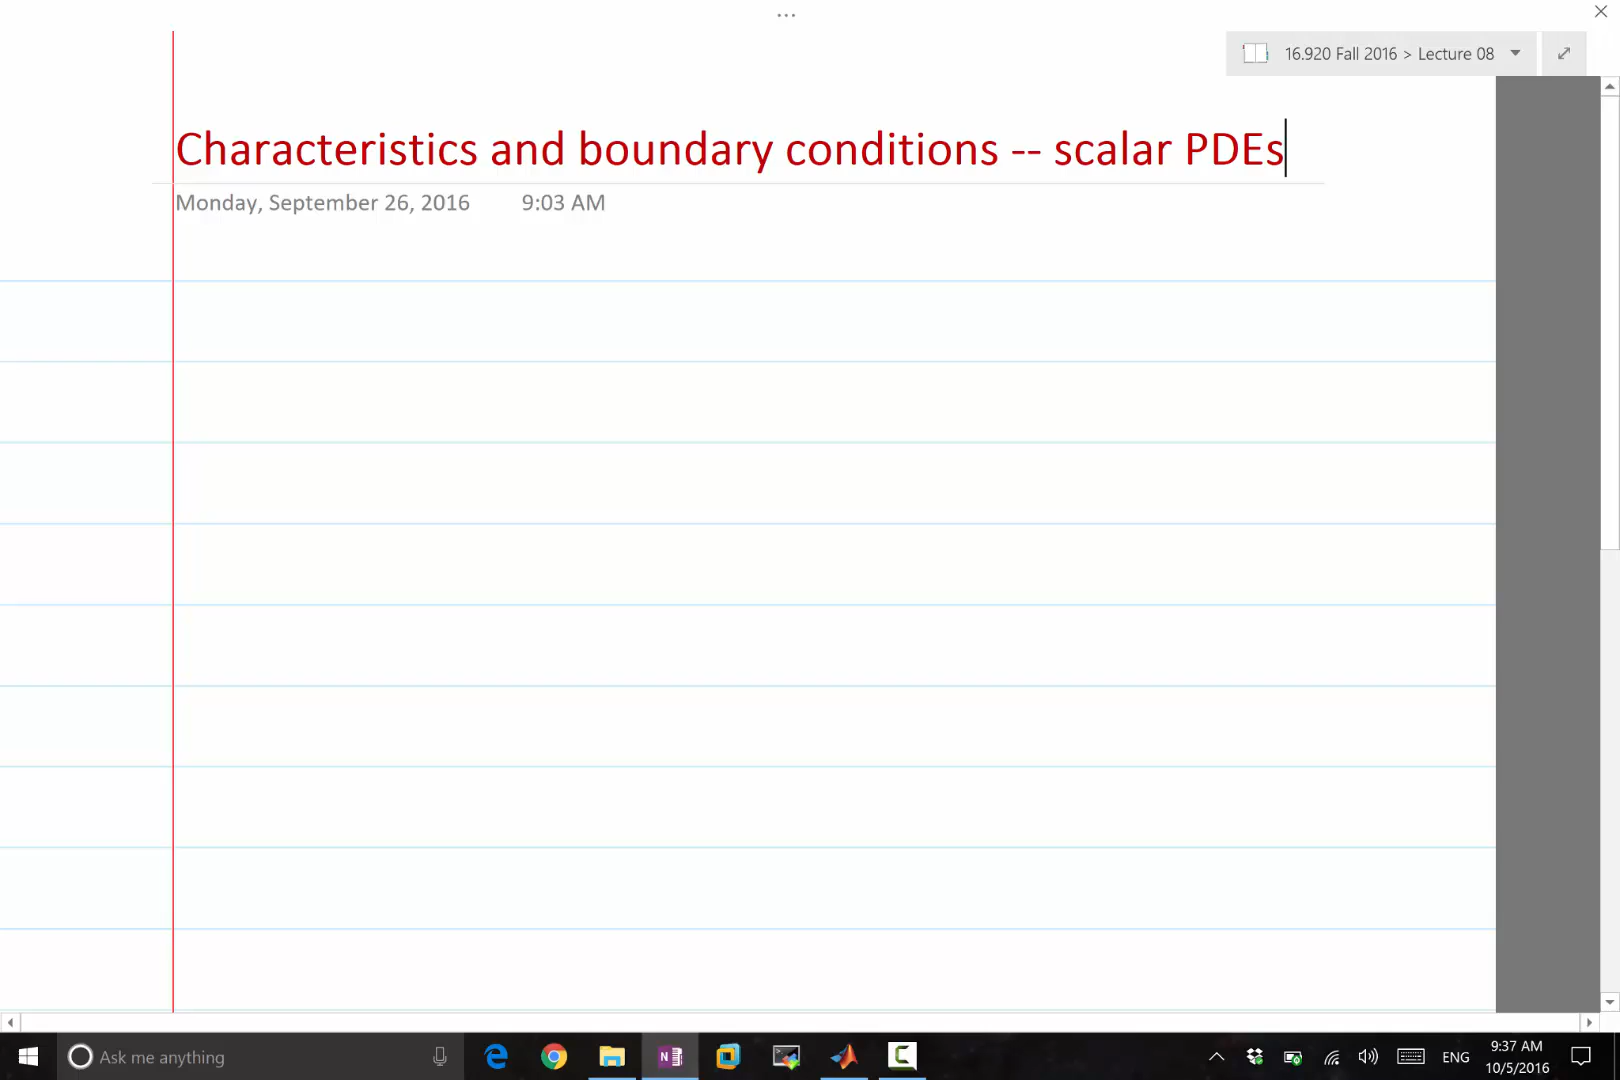 16.920 Fall 2016 > Lecture 08
Characteristics and boundary conditions -- scalar PDEs
Monday, September 26, 2016 9:03 AM
Ask me anything
ENG
9:37 AM
10/5/2016